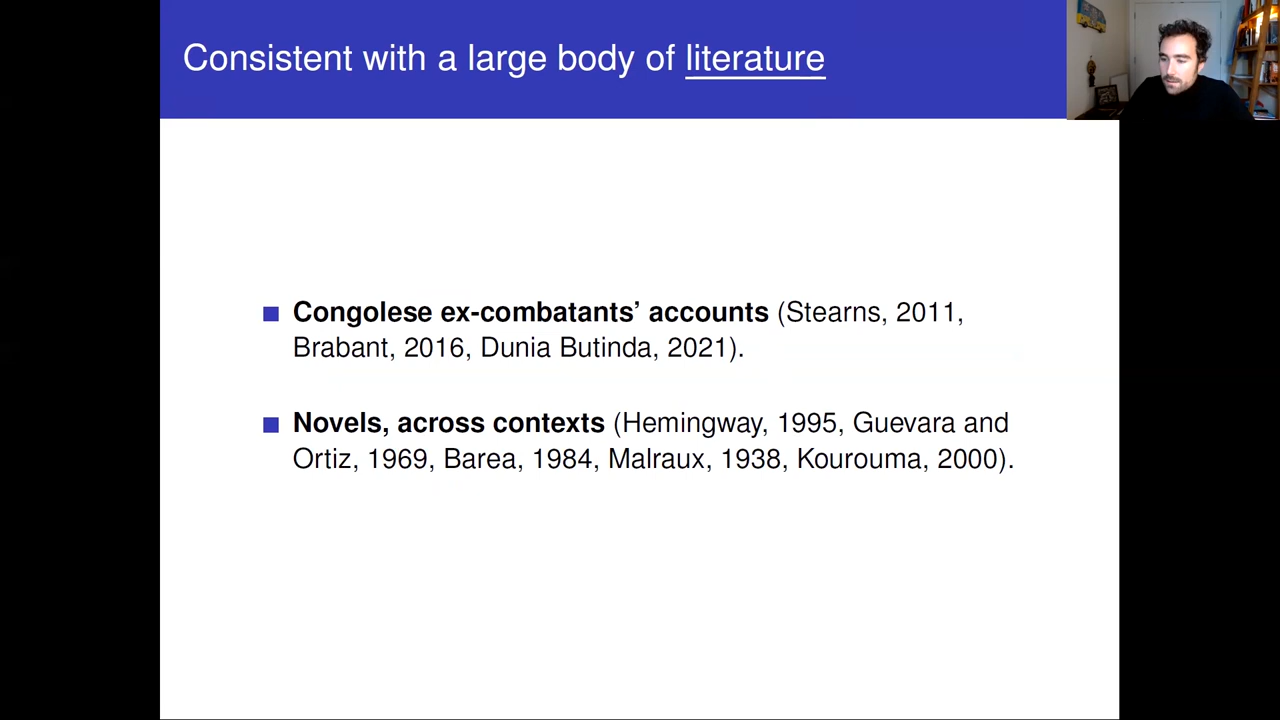 Consistent with a large body of literature
Congolese ex-combatants’ accounts (Stearns, 2011,
Brabant, 2016, Dunia Butinda, 2021).
Novels, across contexts (Hemingway, 1995, Guevara and
Ortiz, 1969, Barea, 1984, Malraux, 1938, Kourouma, 2000).